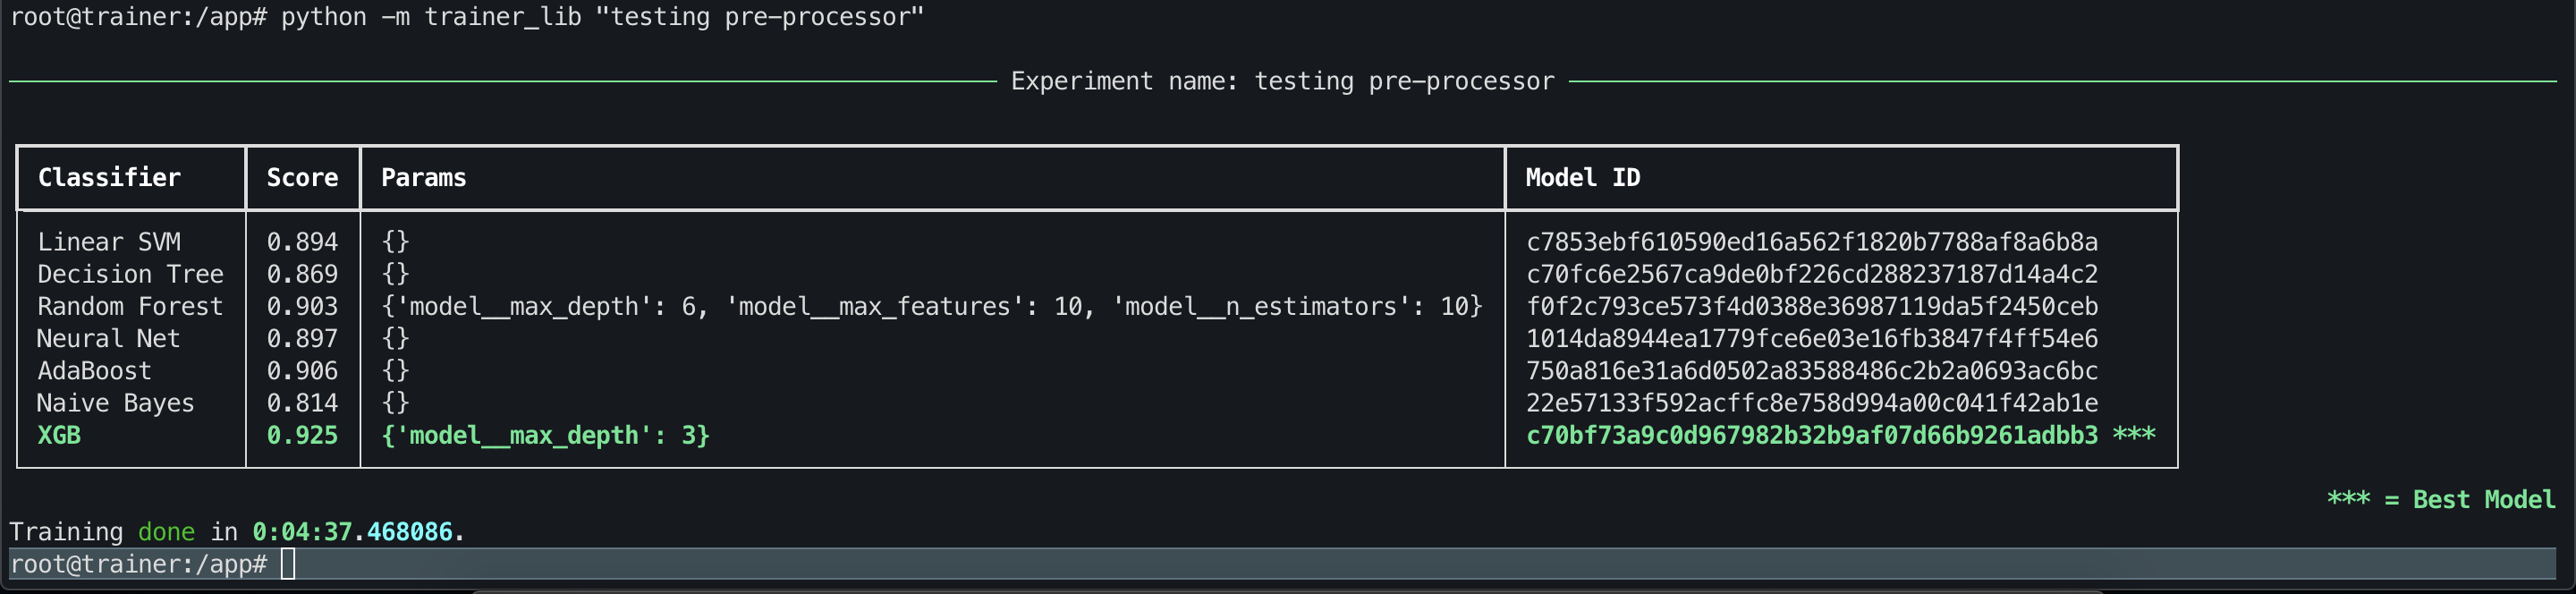 root@trainer:/app# python -m trainer_lib "testing pre-processor"
Experiment name: testing pre-processor
Classifier Score Params Model ID
Linear SVM 0.894 {} c7853ebf610590ed16a562f1820b7788af8a6b8a
Decision Tree 0.869 {} c70fc6e2567ca9de0bf226cd288237187d14a4c2
Random Forest 0.903 {'model__max_depth': 6, 'model__max_features': 10, 'model__n_estimators': 10} f0f2c793ce573f4d0388e36987119da5f2450ceb
Neural Net 0.897 {} 1014da8944ea1779fce6e03e16fb3847f4ff54e6
AdaBoost 0.906 {} 750a816e31a6d0502a83588486c2b2a0693ac6bc
Naive Bayes 0.814 {} 22e57133f592acffc8e758d994a00c041f42ab1e
XGB 0.925 {'model__max_depth': 3} c70bf73a9c0d967982b32b9af07d66b9261adbb3 ***
*** = Best Model
Training done in 0:04:37.468086.
root@trainer:/app#